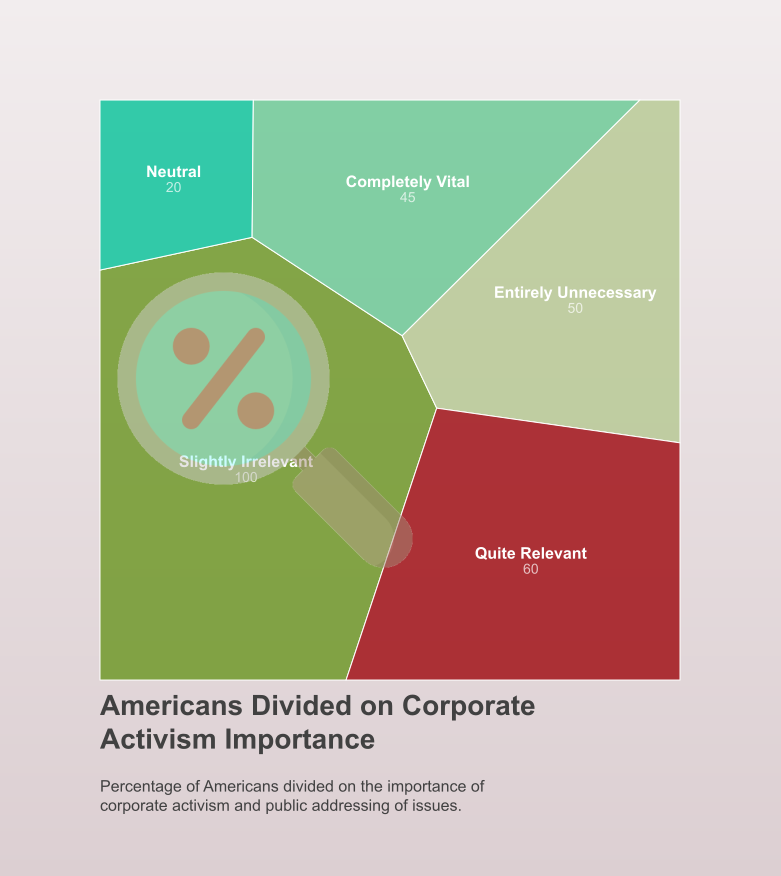 Neutral
20
Completely Vital
45
Entirely Unnecessary
50
Slightly Irrelevant
100
Quite Relevant
60
Americans Divided on Corporate
Activism Importance
Percentage of Americans divided on the importance of
corporate activism and public addressing of issues.